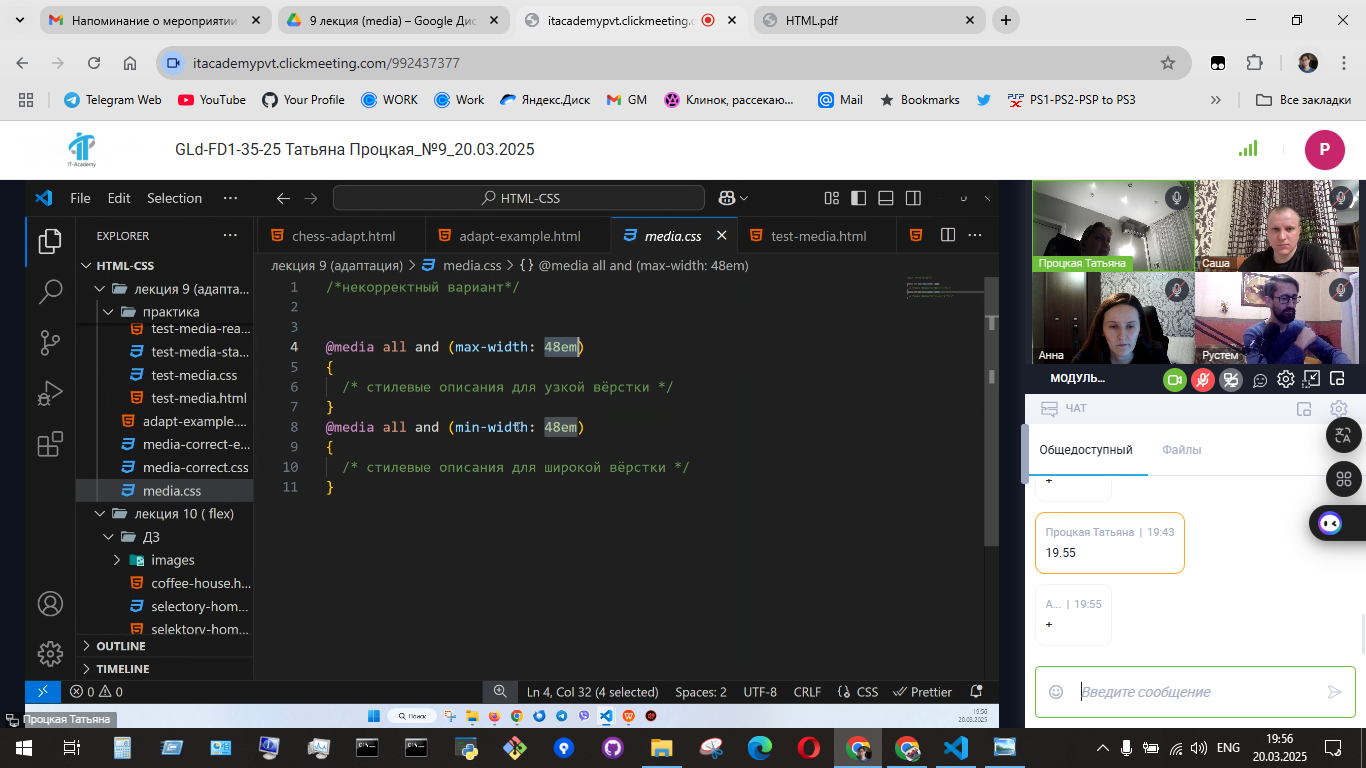 Напоминание о мероприятии
9 лекция (media) – Google Дис
itacademypvt.clickmeeting.
HTML.pdf
itacademypvt.clickmeeting.com/992437377
Telegram Web
YouTube
Your Profile
WORK
Work
Яндекс.Диск
GM
Клинок, рассекаю...
Mail
Bookmarks
PS1-PS2-PSP to PS3
Все закладки
IT-Academy
GLd-FD1-35-25 Татьяна Процкая_№9_20.03.2025
P
File Edit Selection ...
HTML-CSS
EXPLORER
HTML-CSS
лекция 9 (адапта...
практика
test-media-rea...
test-media-sta...
test-media.css
test-media.html
adapt-example....
media-correct-e...
media-correct.css
media.css
лекция 10 ( flex)
ДЗ
images
coffee-house.h...
selectory-hom...
selektory-hom...
OUTLINE
TIMELINE
chess-adapt.html
adapt-example.html
media.css
test-media.html
лекция 9 (адаптация) > media.css > {} @media all and (max-width: 48em)
1 /*некорректный вариант*/
2
3
4 @media all and (max-width: 48em)
5 {
6 /* стилевые описания для узкой вёрстки */
7 }
8 @media all and (min-width: 48em)
9 {
10 /* стилевые описания для широкой вёрстки */
11 }
0 0
Ln 4, Col 32 (4 selected)
Spaces: 2
UTF-8
CRLF
{} CSS
Prettier
Поиск
19:56
20.03.2025
Процкая Татьяна
Процкая Татьяна
Саша
Анна
Рустем
МОДУЛЬ...
ЧАТ
Общедоступный
Файлы
+
Процкая Татьяна | 19:43
19.55
А... | 19:55
+
Введите сообщение
ENG
19:56
20.03.2025